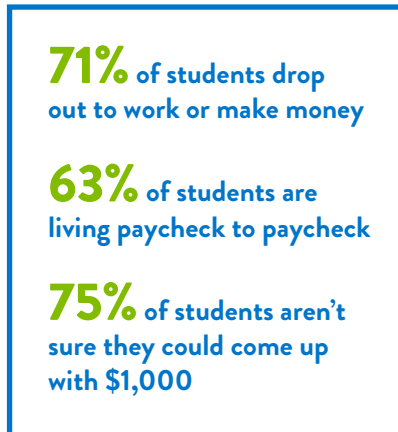 71% of students drop
out to work or make money
63% of students are
living paycheck to paycheck
75% of students aren’t
sure they could come up
with $1,000